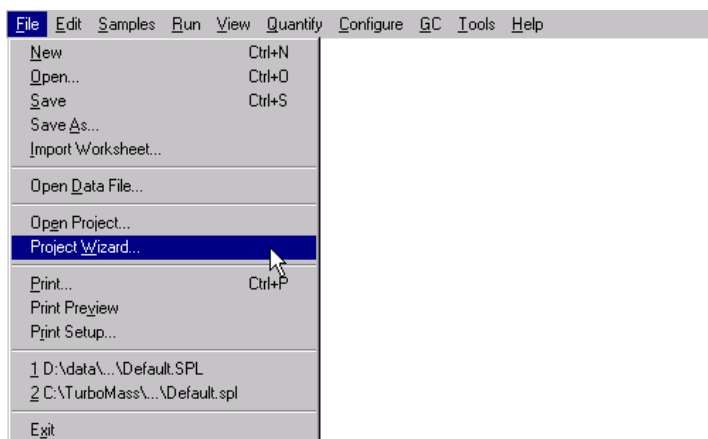 File Edit Samples Run View Quantify Configure GC Tools Help
New Ctrl+N
Open... Ctrl+O
Save Ctrl+S
Save As...
Import Worksheet...
Open Data File...
Open Project...
Project Wizard...
Print... Ctrl+P
Print Preview
Print Setup...
1 D:\data\...\Default.SPL
2 C:\TurboMass\...\Default.spl
Exit